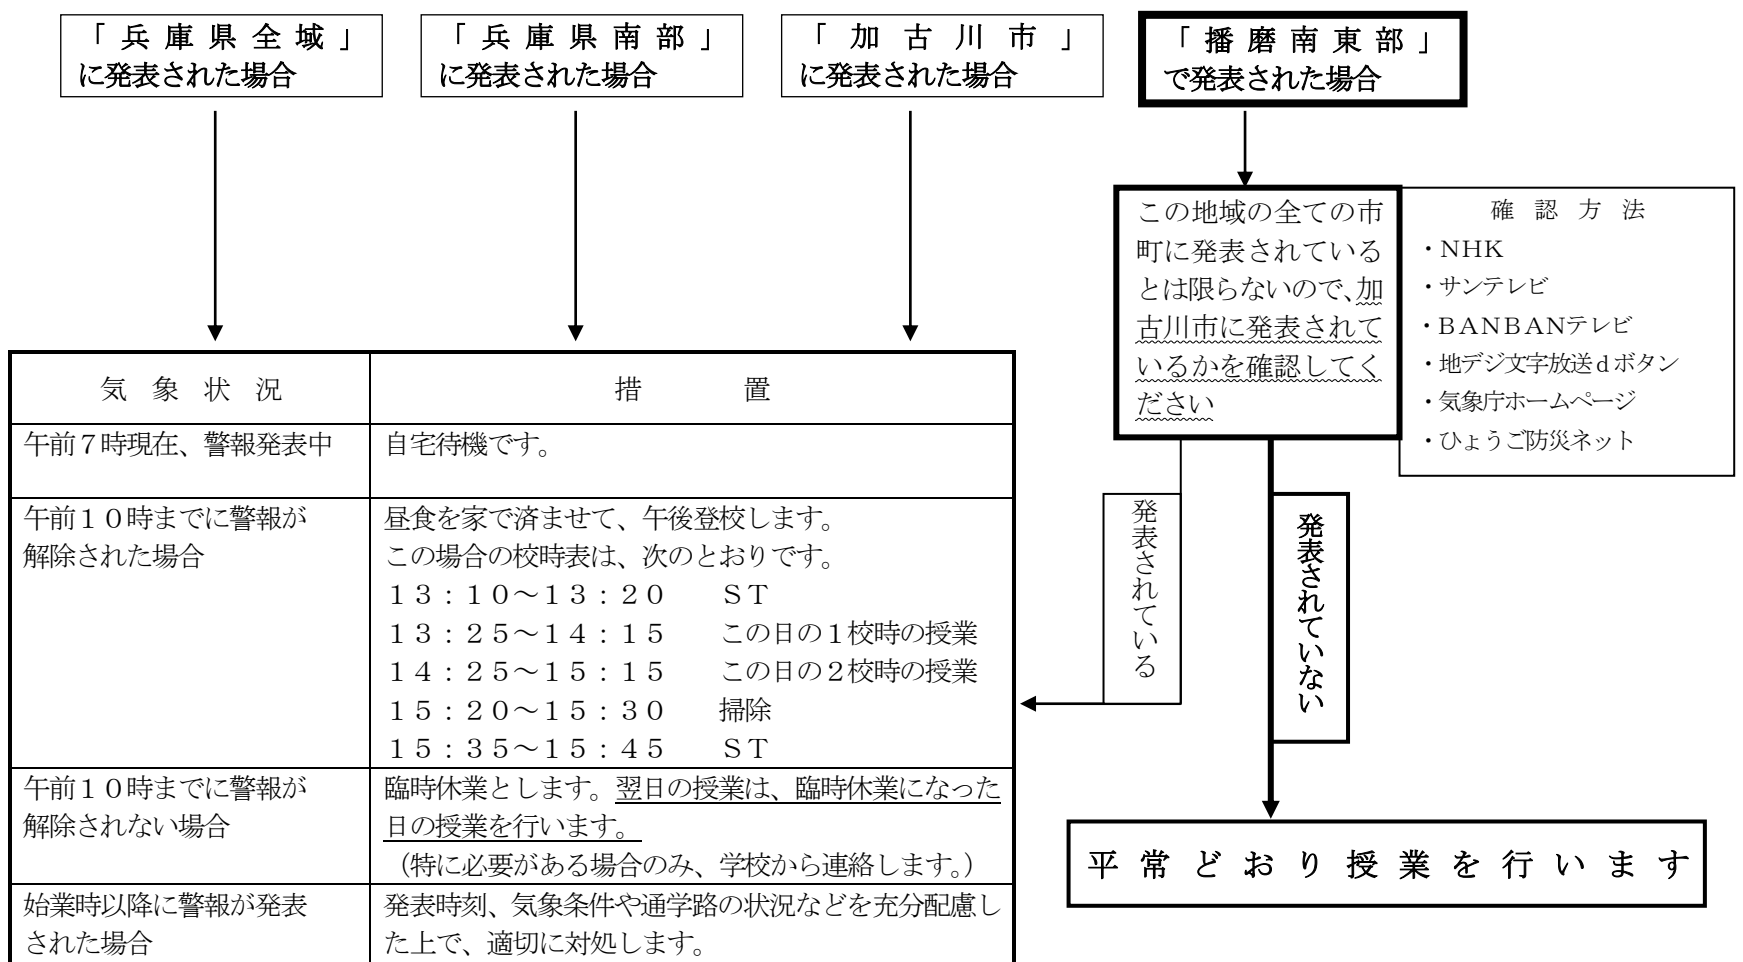 「兵庫県全域」
に発表された場合
「兵庫県南部」
に発表された場合
「加古川市」
に発表された場合
「播磨南東部」
で発表された場合
この地域の全ての市
町に発表されている
とは限らないので、加
古川市に発表されて
いるかを確認してく
ださい
確認方法
・NHK
・サンテレビ
・BANBANテレビ
・地デジ文字放送dボタン
・気象庁ホームページ
・ひょうご防災ネット
発表されている
発表されていない
平常どおり授業を行います
気象状況 措置
午前7時現在、警報発表中 自宅待機です。
午前10時までに警報が
解除された場合
昼食を家で済ませて、午後登校します。
この場合の校時表は、次のとおりです。
13:10~13:20 ST
13:25~14:15 この日の1校時の授業
14:25~15:15 この日の2校時の授業
15:20~15:30 掃除
15:35~15:45 ST
午前10時までに警報が
解除されない場合
臨時休業とします。翌日の授業は、臨時休業になった
日の授業を行います。
(特に必要がある場合のみ、学校から連絡します。)
始業時以降に警報が発表
された場合
発表時刻、気象条件や通学路の状況などを充分配慮し
た上で、適切に対処します。